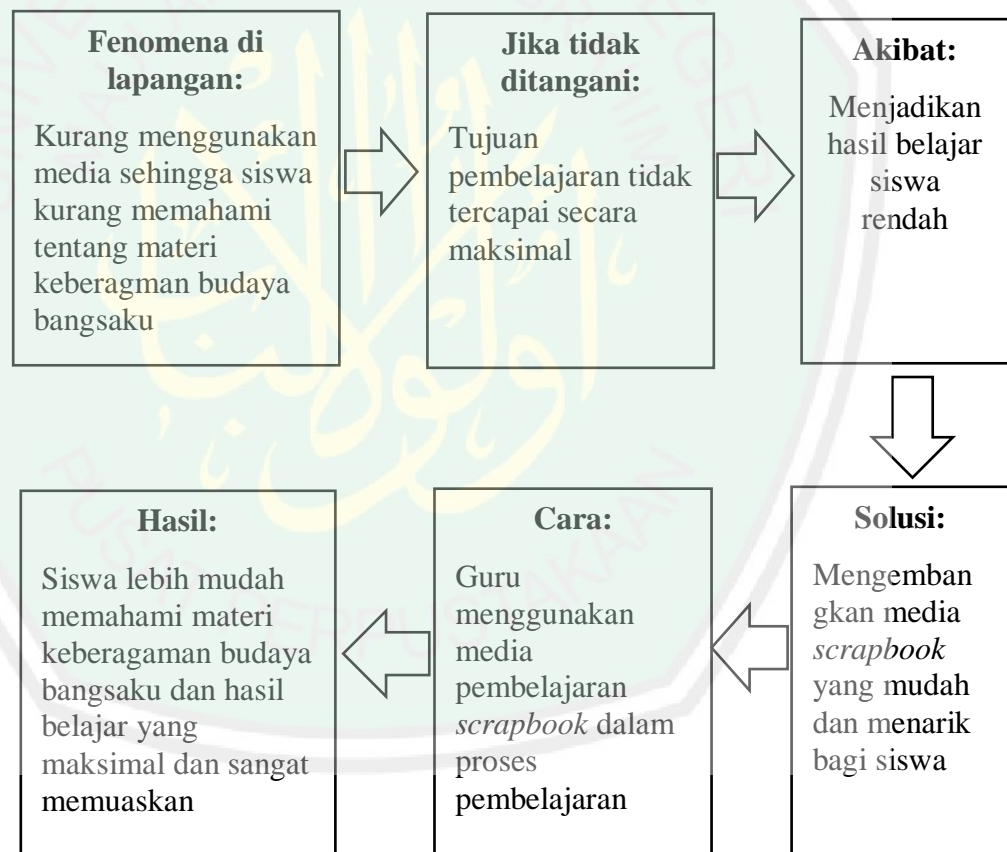 Fenomena di
lapangan:
Kurang menggunakan
media sehingga siswa
kurang memahami
tentang materi
keberagman budaya
bangsaku
Jika tidak
ditangani:
Tujuan
pembelajaran tidak
tercapai secara
maksimal
Akibat:
Menjadikan
hasil belajar
siswa
rendah
Solusi:
Mengemban
gkan media
scrapbook
yang mudah
dan menarik
bagi siswa
Cara:
Guru
menggunakan
media
pembelajaran
scrapbook dalam
proses
pembelajaran
Hasil:
Siswa lebih mudah
memahami materi
keberagaman budaya
bangsaku dan hasil
belajar yang
maksimal dan sangat
memuaskan
PUSAT PERPUSTAKAAN